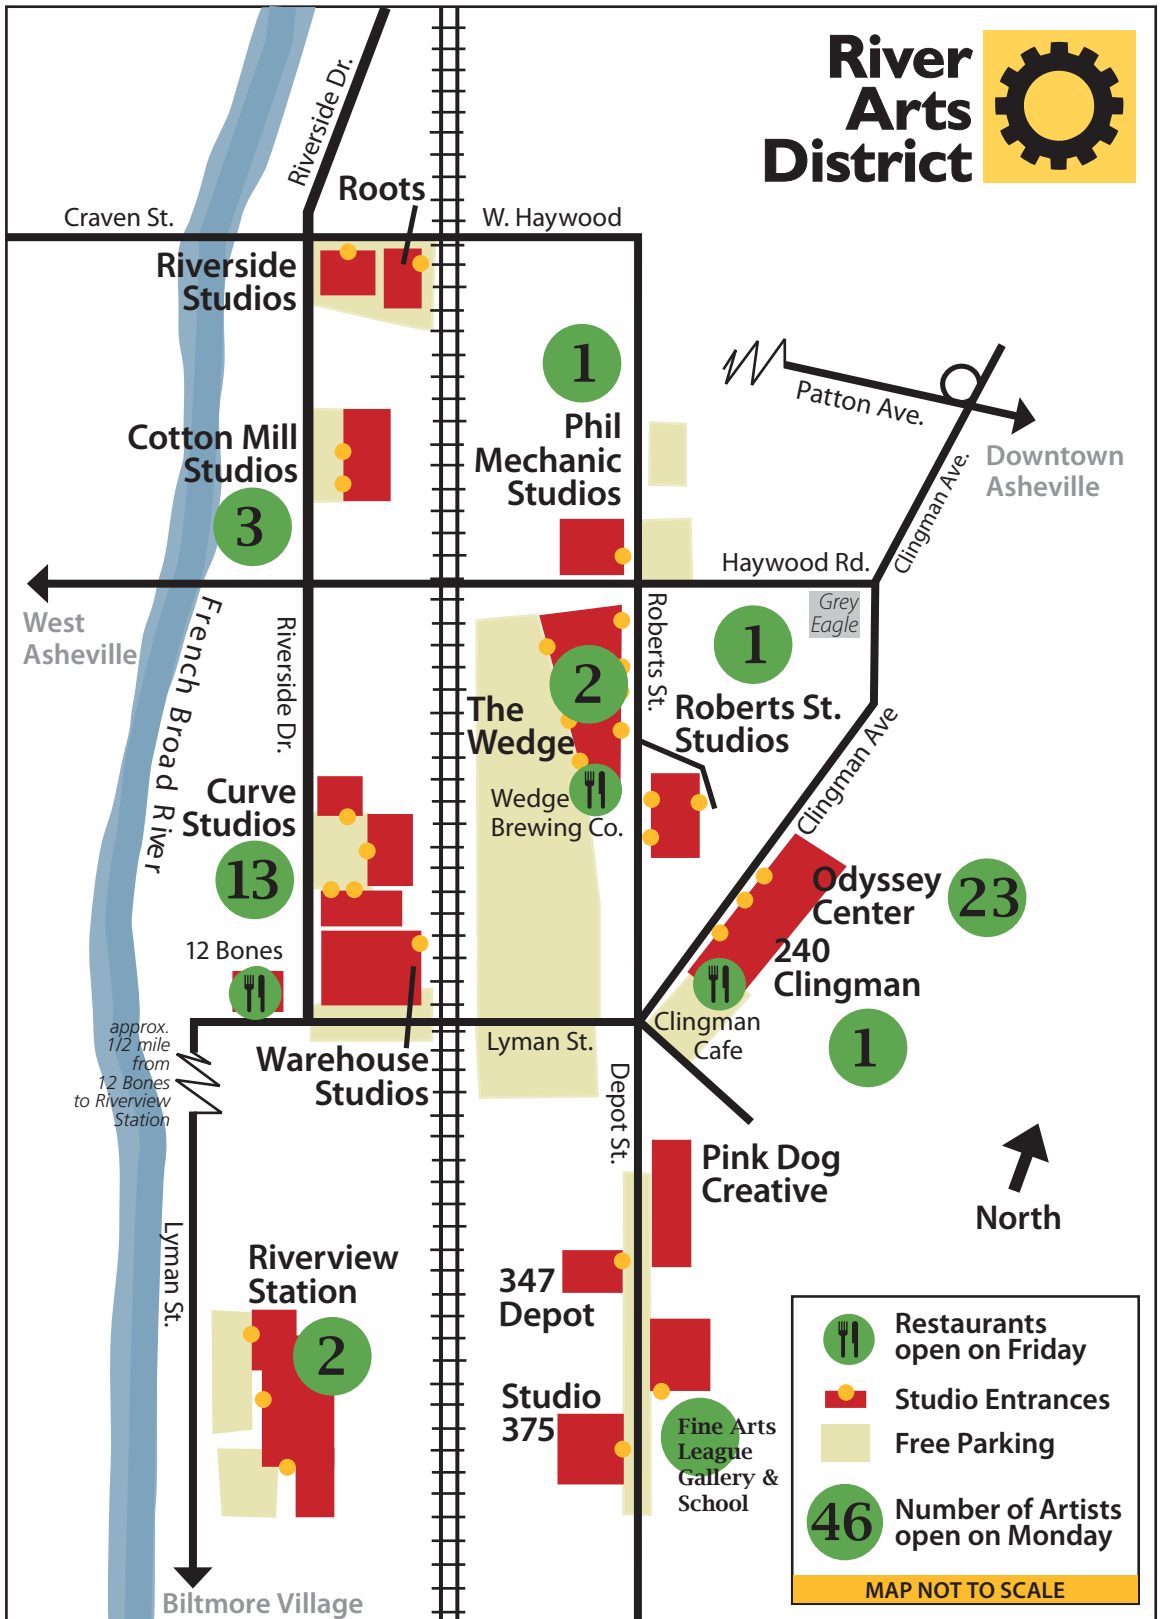 River
Arts
District
Riverside Dr.
Roots
Craven St.
W. Haywood
Riverside
Studios
1
Phil
Mechanic
Studios
Patton Ave.
Downtown
Asheville
Clingman Ave.
Cotton Mill
Studios
3
Haywood Rd.
Grey
Eagle
West
Asheville
French Broad River
Riverside Dr.
Roberts St.
1
Roberts St.
Studios
2
The
Wedge
Wedge
Brewing Co.
Clingman Ave
Curve
Studios
13
Odyssey
Center
23
240
Clingman
1
Clingman
Cafe
12 Bones
approx.
1/2 mile
from
12 Bones
to Riverview
Station
Lyman St.
Warehouse
Studios
Depot St.
Pink Dog
Creative
North
Lyman St.
Riverview
Station
2
347
Depot
Studio
375
Fine Arts
League
Gallery &
School
Biltmore Village
Restaurants
open on Friday
Studio Entrances
Free Parking
46
Number of Artists
open on Monday
MAP NOT TO SCALE